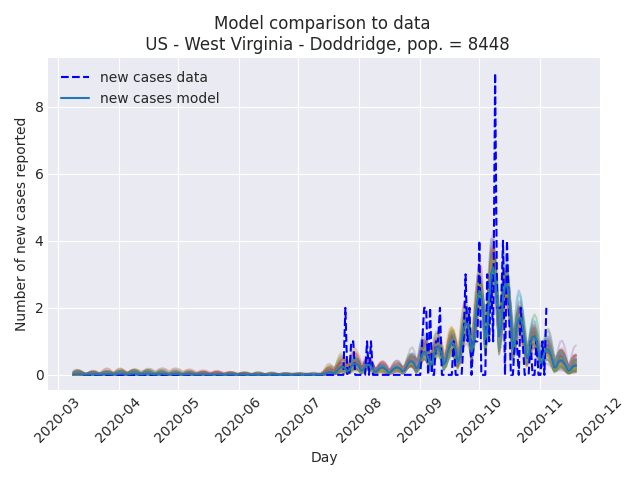 Model comparison to data
US - West Virginia - Doddridge, pop. = 8448
new cases data
new cases model
Number of new cases reported
8
6
4
2
0
2020-03
2020-04
2020-05
2020-06
2020-07
2020-08
2020-09
2020-10
2020-11
2020-12
Day